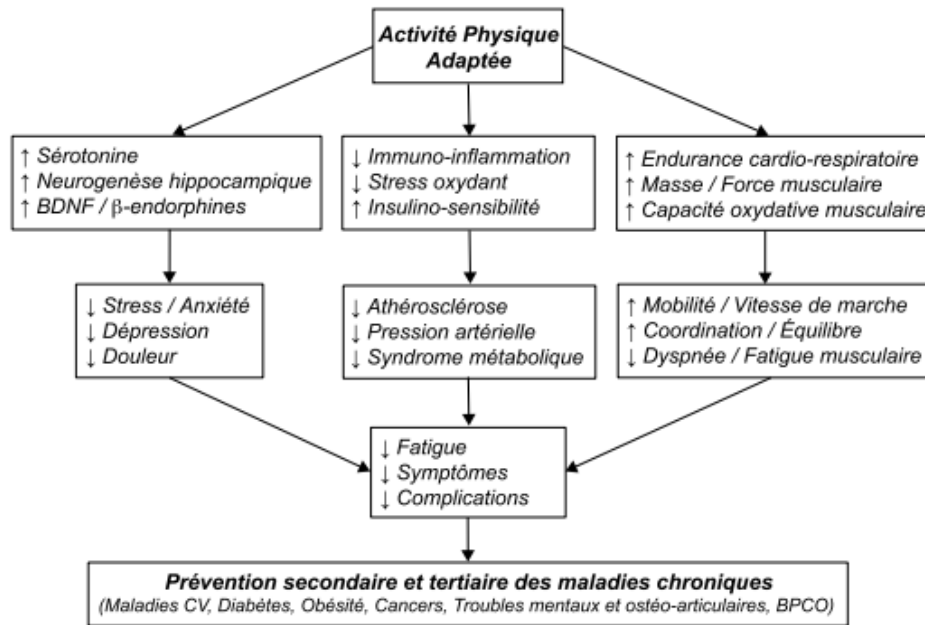 Activité Physique
Adaptée
↑ Sérotonine
↑ Neurogenèse hippocampique
↑ BDNF / β-endorphines
↓ Immuno-inflammation
↓ Stress oxydant
↑ Insulino-sensibilité
↑ Endurance cardio-respiratoire
↑ Masse / Force musculaire
↑ Capacité oxydative musculaire
↓ Stress / Anxiété
↓ Dépression
↓ Douleur
↓ Athérosclérose
↓ Pression artérielle
↓ Syndrome métabolique
↑ Mobilité / Vitesse de marche
↑ Coordination / Équilibre
↓ Dyspnée / Fatigue musculaire
↓ Fatigue
↓ Symptômes
↓ Complications
Prévention secondaire et tertiaire des maladies chroniques
(Maladies CV, Diabètes, Obésité, Cancers, Troubles mentaux et ostéo-articulaires, BPCO)